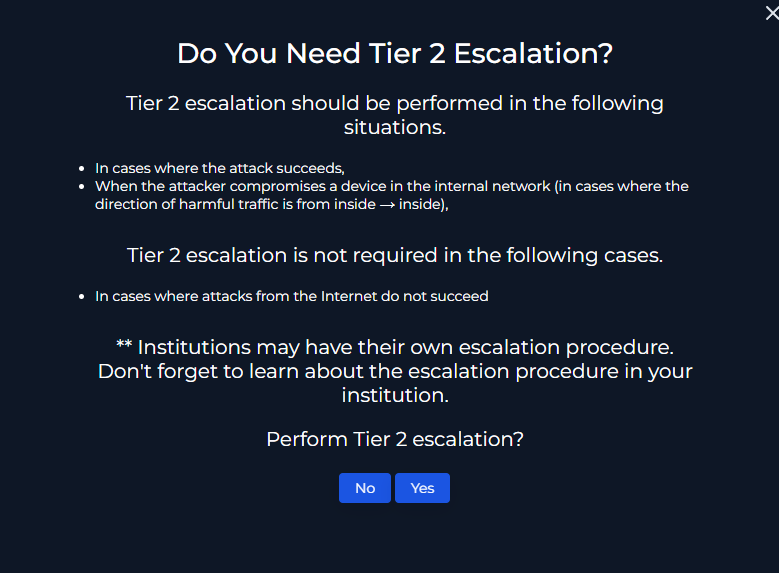 Do You Need Tier 2 Escalation?
Tier 2 escalation should be performed in the following
situations.
• In cases where the attack succeeds,
• When the attacker compromises a device in the internal network (in cases where the
direction of harmful traffic is from inside → inside),
Tier 2 escalation is not required in the following cases.
• In cases where attacks from the Internet do not succeed
** Institutions may have their own escalation procedure.
Don't forget to learn about the escalation procedure in your
institution.
Perform Tier 2 escalation?
No Yes